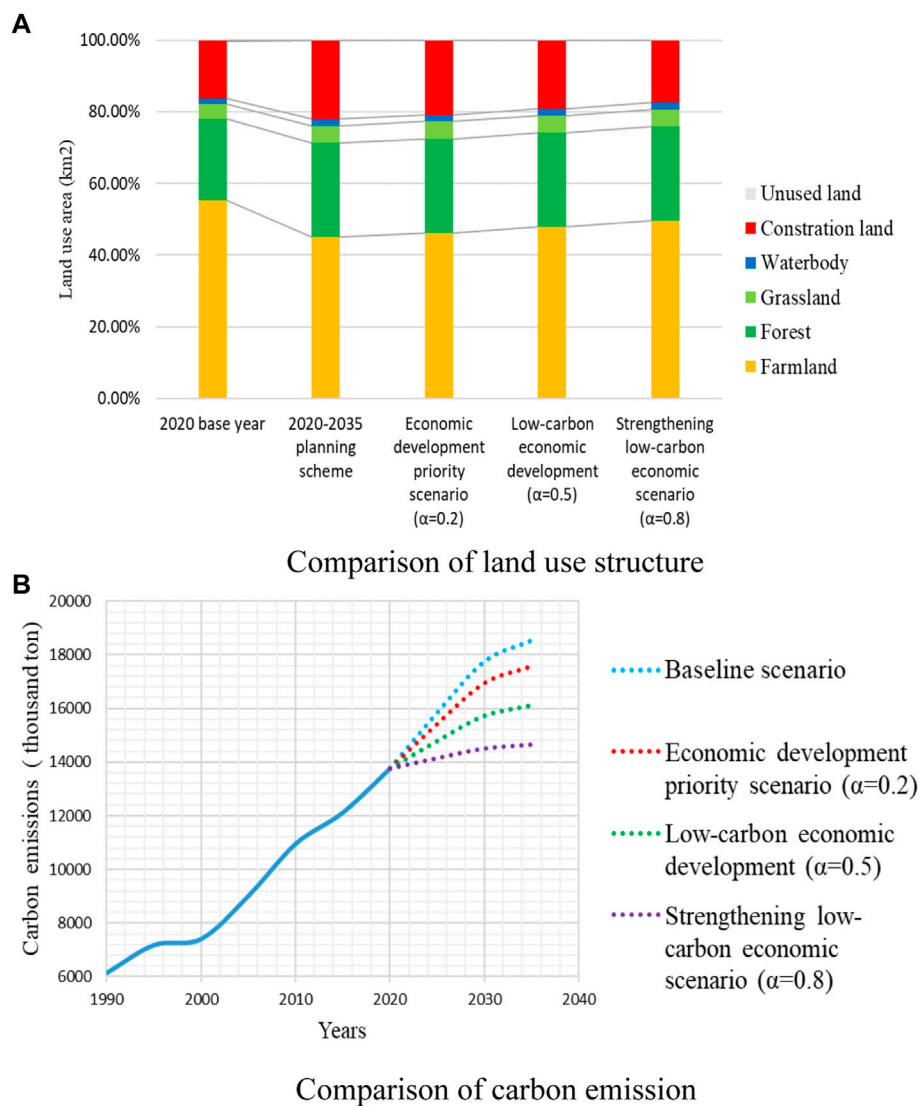 A
100.00%
80.00%
60.00%
40.00%
20.00%
0.00%
Land use area (km2)
Unused land
Constration land
Waterbody
Grassland
Forest
Farmland
2020 base year
2020-2035
planning
scheme
Economic
development
priority
scenario
(α=0.2)
Low-carbon
economic
development
(α=0.5)
Strengthening
low-carbon
economic
scenario
(α=0.8)
Comparison of land use structure
B
20000
18000
16000
14000
12000
10000
8000
6000
Carbon emissions ( thousand ton)
1990
2000
2010
2020
2030
2040
Years
Baseline scenario
Economic development
priority scenario (α=0.2)
Low-carbon economic
development (α=0.5)
Strengthening low-
carbon economic
scenario (α=0.8)
Comparison of carbon emission